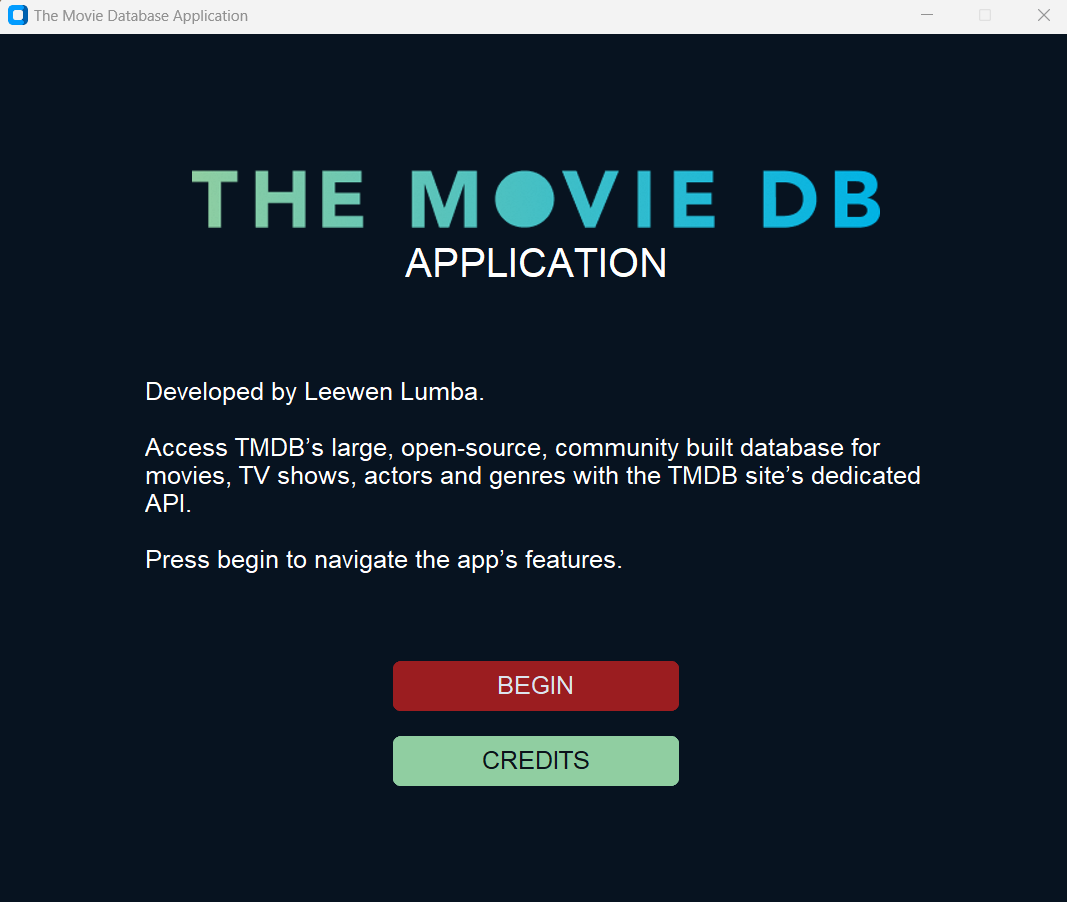 The Movie Database Application
THE MOVIE DB
APPLICATION
Developed by Leewen Lumba.
Access TMDB’s large, open-source, community built database for
movies, TV shows, actors and genres with the TMDB site’s dedicated
API.
Press begin to navigate the app’s features.
BEGIN
CREDITS